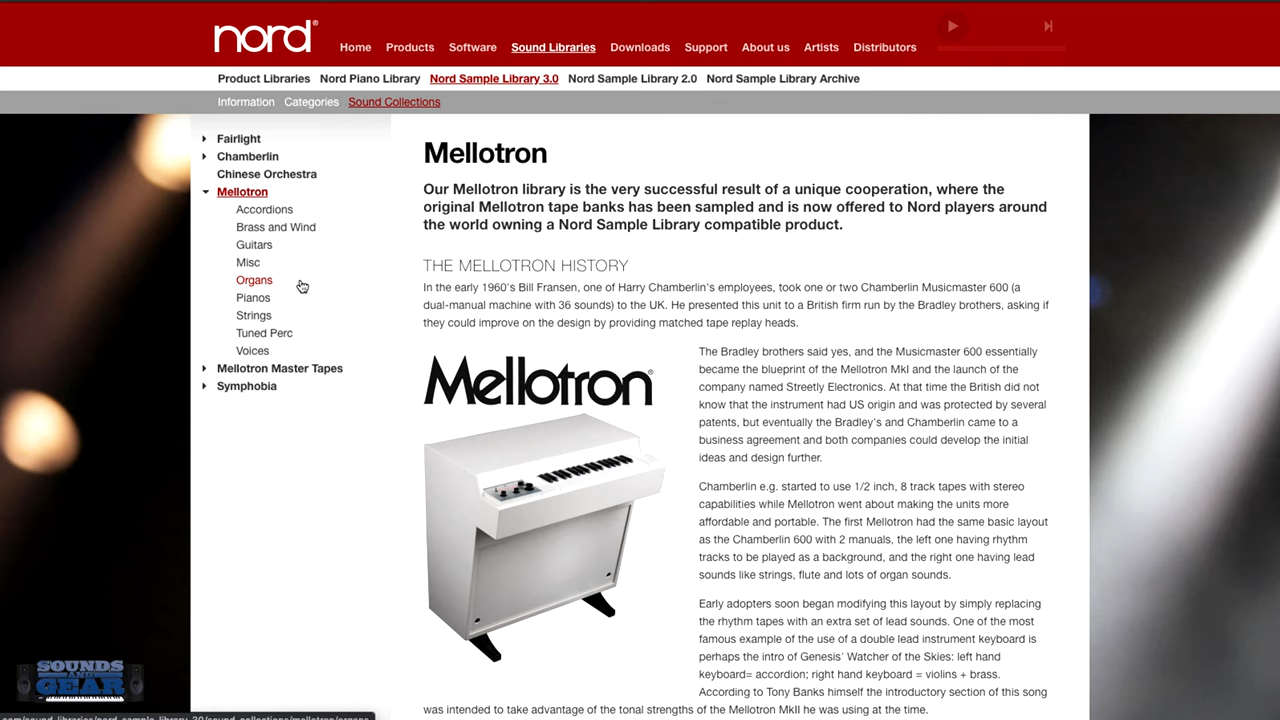 nord®
Home Products Software Sound Libraries Downloads Support About us Artists Distributors
Product Libraries Nord Piano Library Nord Sample Library 3.0 Nord Sample Library 2.0 Nord Sample Library Archive
Information Categories Sound Collections
Fairlight
Chamberlin
Chinese Orchestra
Mellotron
Accordions
Brass and Wind
Guitars
Misc
Organs
Pianos
Strings
Tuned Perc
Voices
Mellotron Master Tapes
Symphobia
Mellotron
Our Mellotron library is the very successful result of a unique cooperation, where the
original Mellotron tape banks has been sampled and is now offered to Nord players around
the world owning a Nord Sample Library compatible product.
THE MELLOTRON HISTORY
In the early 1960's Bill Fransen, one of Harry Chamberlin's employees, took one or two Chamberlin Musicmaster 600 (a
dual-manual machine with 36 sounds) to the UK. He presented this unit to a British firm run by the Bradley brothers, asking if
they could improve on the design by providing matched tape replay heads.
Mellotron®
The Bradley brothers said yes, and the Musicmaster 600 essentially
became the blueprint of the Mellotron MkI and the launch of the
company named Streetly Electronics. At that time the British did not
know that the instrument had US origin and was protected by several
patents, but eventually the Bradley's and Chamberlin came to a
business agreement and both companies could develop the initial
ideas and design further.
Chamberlin e.g. started to use 1/2 inch, 8 track tapes with stereo
capabilities while Mellotron went about making the units more
affordable and portable. The first Mellotron had the same basic layout
as the Chamberlin 600 with 2 manuals, the left one having rhythm
tracks to be played as a background, and the right one having lead
sounds like strings, flute and lots of organ sounds.
Early adopters soon began modifying this layout by simply replacing
the rhythm tapes with an extra set of lead sounds. One of the most
famous example of the use of a double lead instrument keyboard is
perhaps the intro of Genesis' Watcher of the Skies: left hand
keyboard= accordion; right hand keyboard = violins + brass.
According to Tony Banks himself the introductory section of this song
was intended to take advantage of the tonal strengths of the Mellotron MkII he was using at the time.
SOUNDS
AND
GEAR